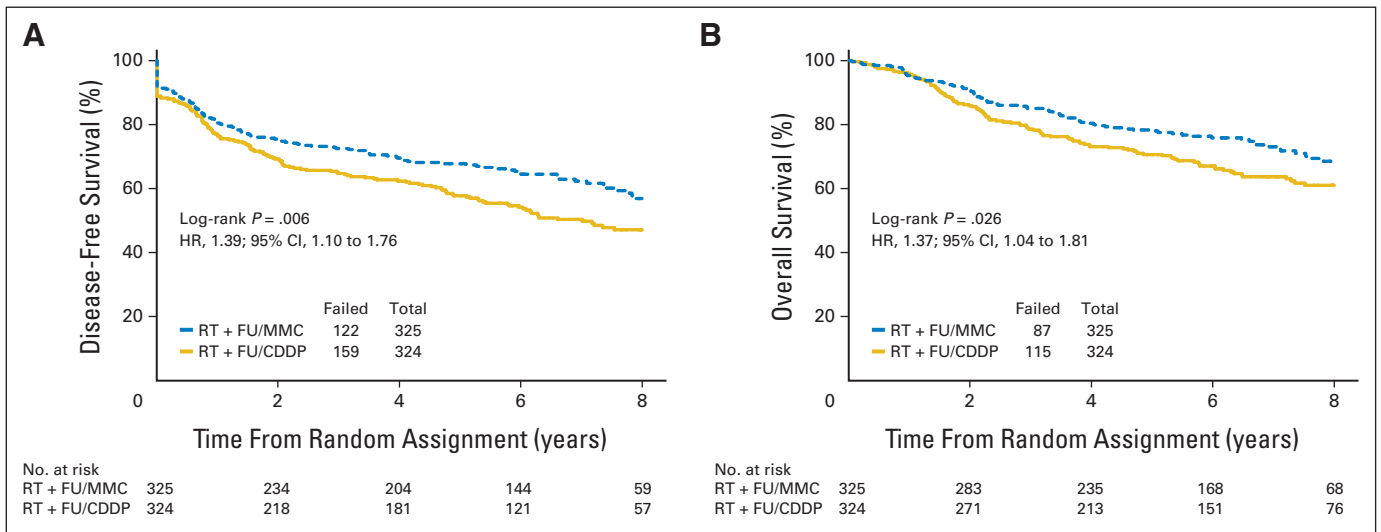 A
Disease-Free Survival (%)
100
80
60
40
20
0
2
4
6
8
Log-rank P = .006
HR, 1.39; 95% CI, 1.10 to 1.76
Failed Total
RT + FU/MMC 122 325
RT + FU/CDDP 159 324
Time From Random Assignment (years)
No. at risk
RT + FU/MMC 325 234 204 144 59
RT + FU/CDDP 324 218 181 121 57
B
Overall Survival (%)
100
80
60
40
20
0
2
4
6
8
Log-rank P = .026
HR, 1.37; 95% CI, 1.04 to 1.81
Failed Total
RT + FU/MMC 87 325
RT + FU/CDDP 115 324
Time From Random Assignment (years)
No. at risk
RT + FU/MMC 325 283 235 168 68
RT + FU/CDDP 324 271 213 151 76